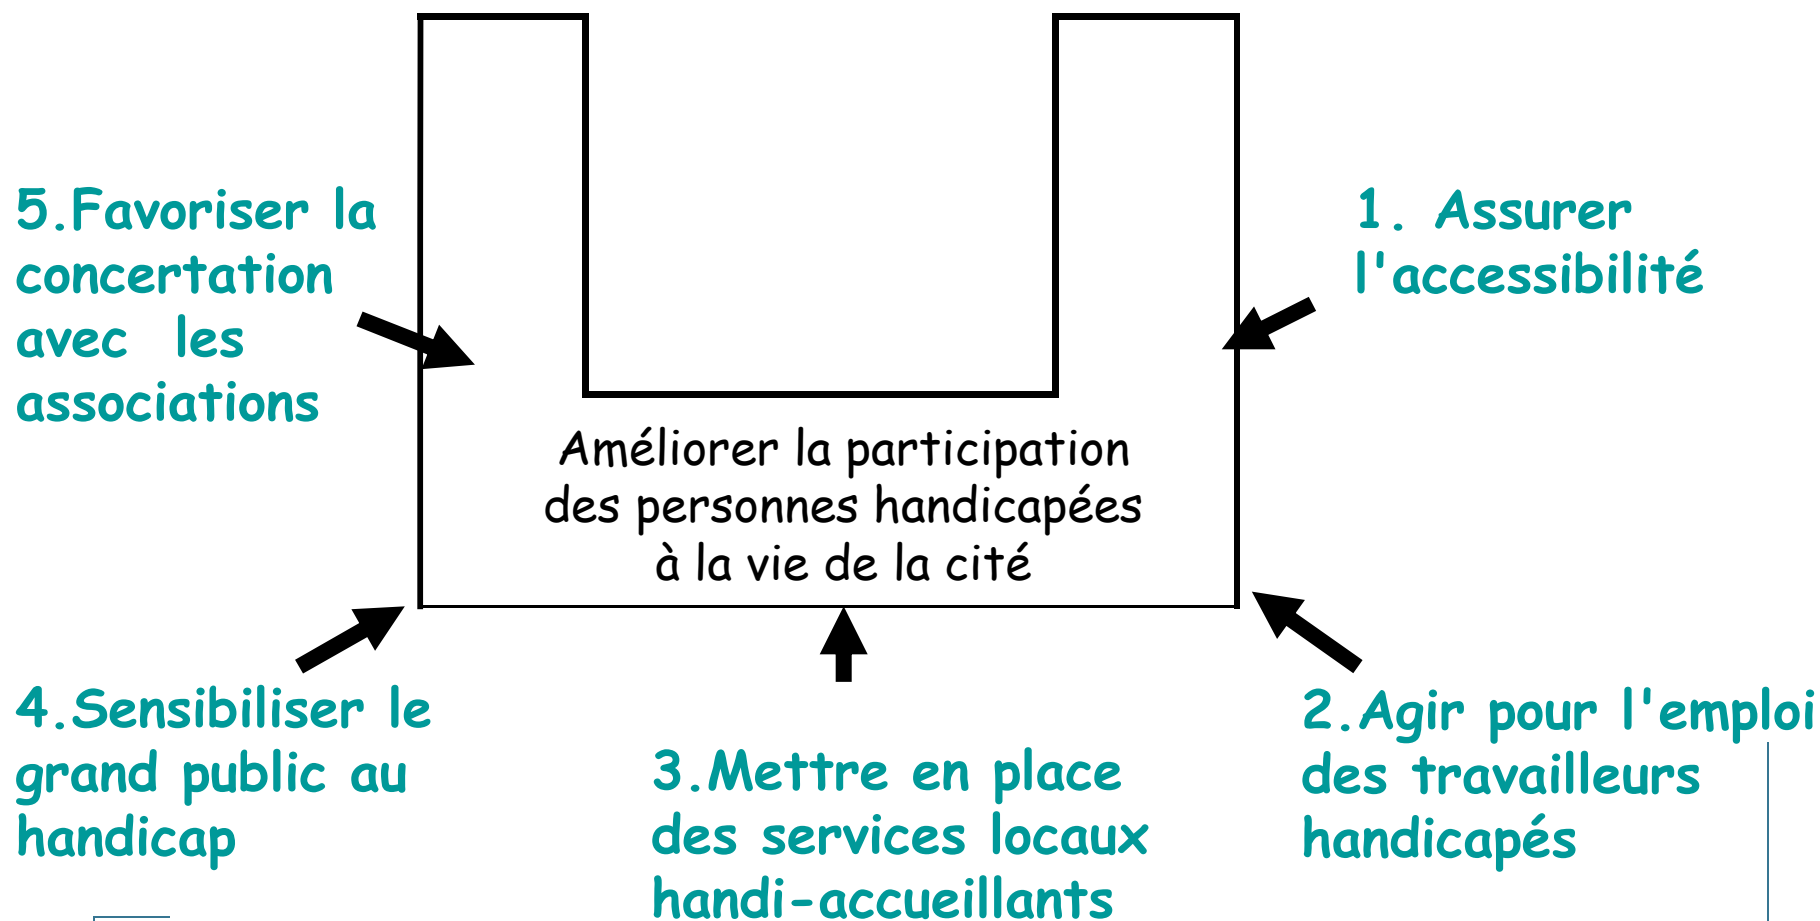 5.Favoriser la
concertation
avec les
associations
1. Assurer
l'accessibilité
Améliorer la participation
des personnes handicapées
à la vie de la cité
4.Sensibiliser le
grand public au
handicap
3.Mettre en place
des services locaux
handi-accueillants
2.Agir pour l'emploi
des travailleurs
handicapés